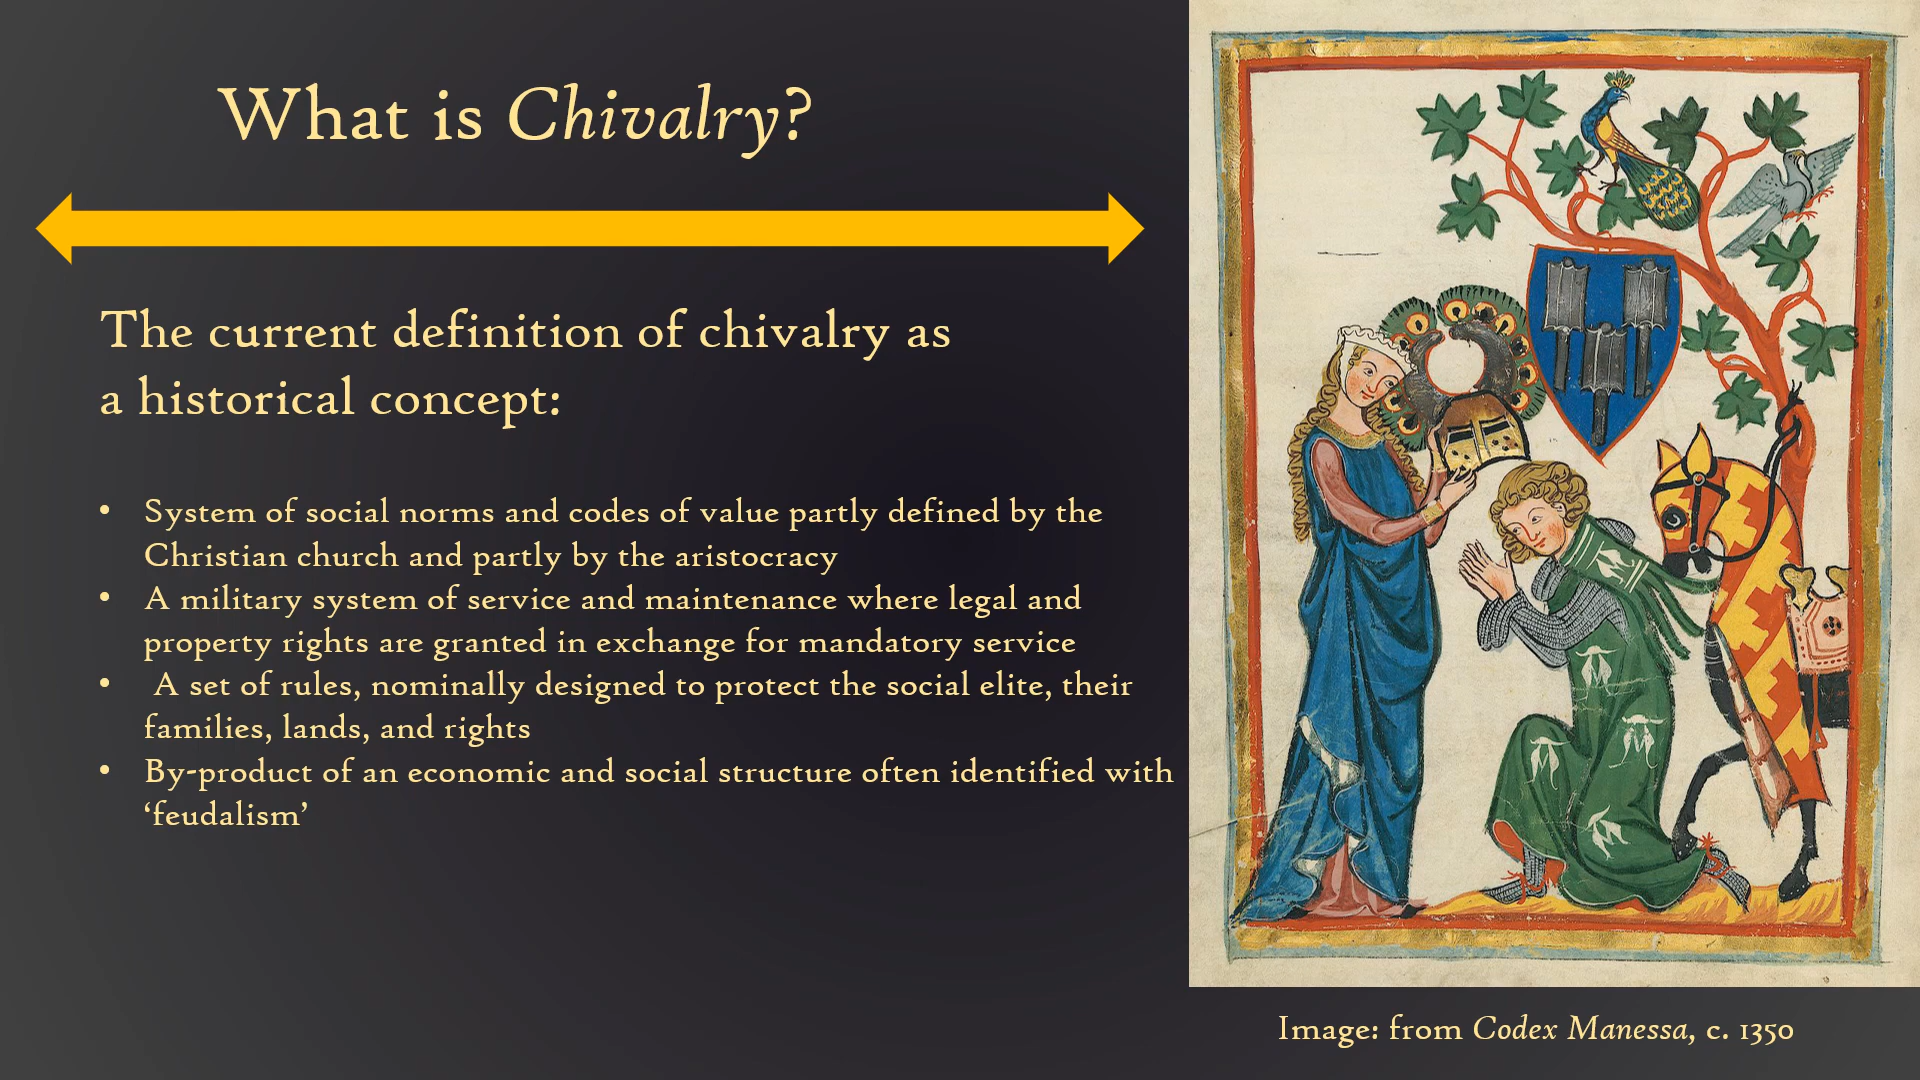 What is Chivalry?
The current definition of chivalry as
a historical concept:
• System of social norms and codes of value partly defined by the
Christian church and partly by the aristocracy
• A military system of service and maintenance where legal and
property rights are granted in exchange for mandatory service
• A set of rules, nominally designed to protect the social elite, their
families, lands, and rights
• By-product of an economic and social structure often identified with
‘feudalism’
Image: from Codex Manessa, c. 1350